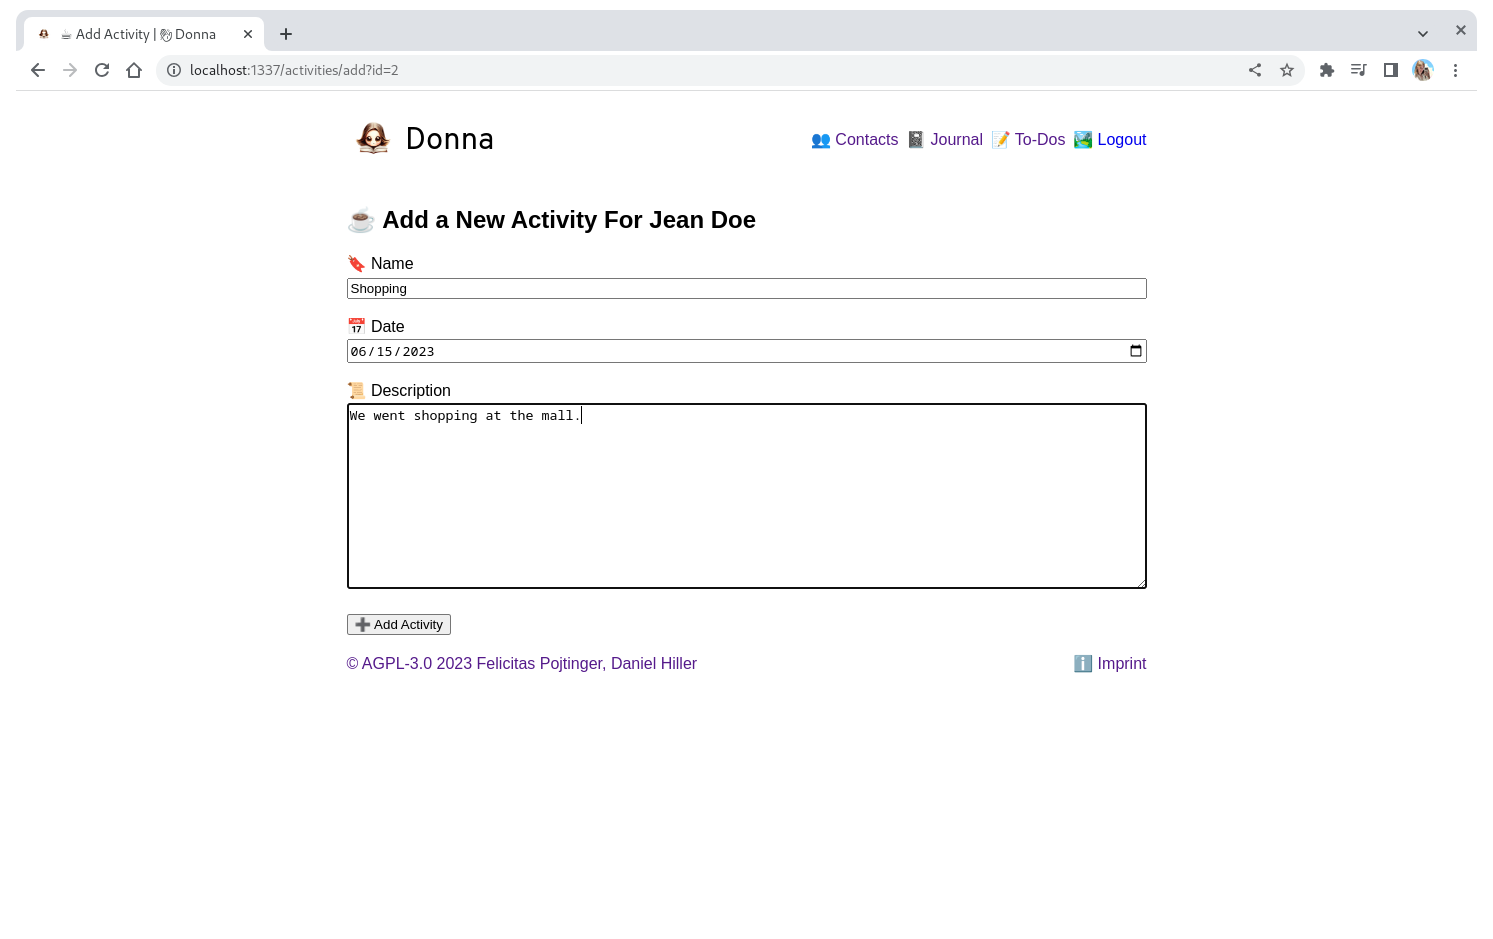 Add Activity | Donna
localhost:1337/activities/add?id=2
Donna
Contacts Journal To-Dos Logout
Add a New Activity For Jean Doe
Name
Shopping
Date
06/15/2023
Description
We went shopping at the mall.
Add Activity
© AGPL-3.0 2023 Felicitas Pojtinger, Daniel Hiller
Imprint